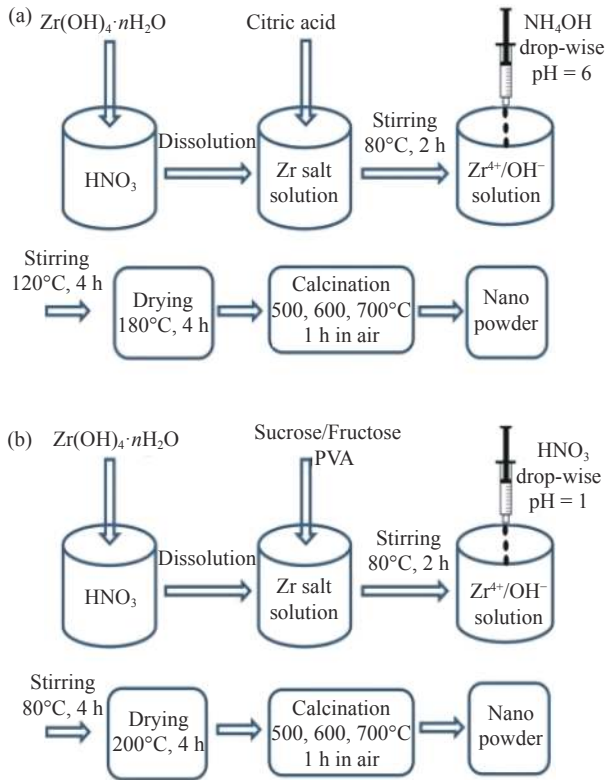 (a)
Zr(OH)₄·nH₂O
Citric acid
NH₄OH
drop-wise
pH = 6
HNO₃
Dissolution
Zr salt
solution
Stirring
80°C, 2 h
Zr⁴⁺/OH⁻
solution
Stirring
120°C, 4 h
Drying
180°C, 4 h
Calcination
500, 600, 700°C
1 h in air
Nano
powder
(b)
Zr(OH)₄·nH₂O
Sucrose/Fructose
PVA
HNO₃
drop-wise
pH = 1
HNO₃
Dissolution
Zr salt
solution
Stirring
80°C, 2 h
Zr⁴⁺/OH⁻
solution
Stirring
80°C, 4 h
Drying
200°C, 4 h
Calcination
500, 600, 700°C
1 h in air
Nano
powder